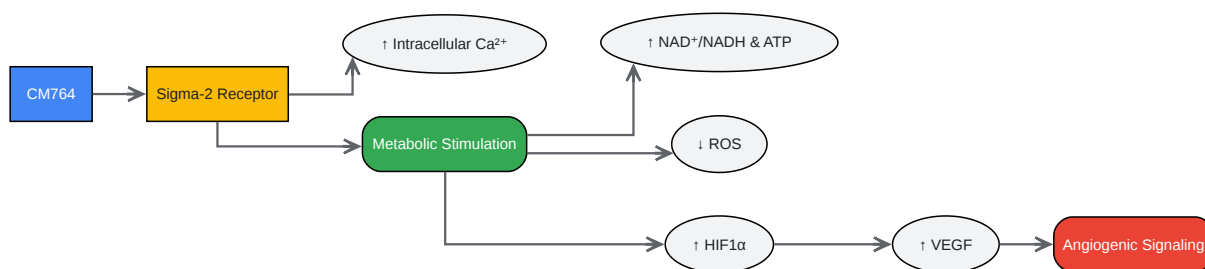 ↑ Intracellular Ca²⁺
↑ NAD⁺/NADH & ATP
CM764
Sigma-2 Receptor
Metabolic Stimulation
↓ ROS
↑ HIF1α
↑ VEGF
Angiogenic Signaling